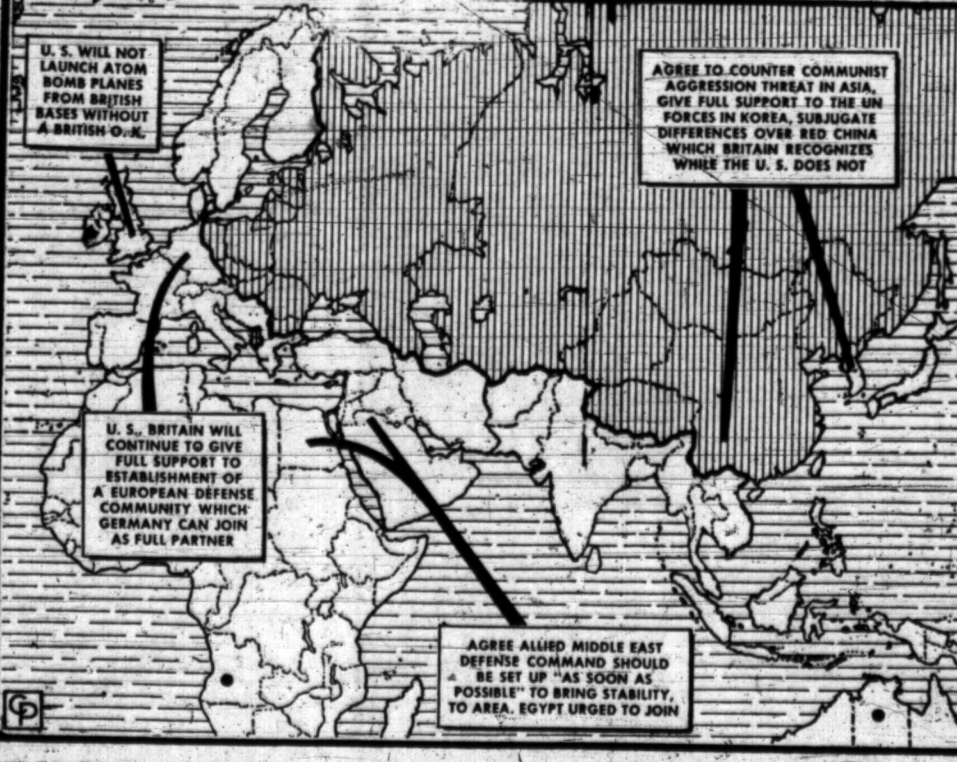 U. S. WILL NOT
LAUNCH ATOM
BOMB PLANES
FROM BRITISH
BASES WITHOUT
A BRITISH O. K.
AGREE TO COUNTER COMMUNIST
AGGRESSION THREAT IN ASIA,
GIVE FULL SUPPORT TO THE UN
FORCES IN KOREA, SUBJUGATE
DIFFERENCES OVER RED CHINA
WHICH BRITAIN RECOGNIZES
WHILE THE U. S. DOES NOT
U. S., BRITAIN WILL
CONTINUE TO GIVE
FULL SUPPORT TO
ESTABLISHMENT OF
A EUROPEAN DEFENSE
COMMUNITY WHICH
GERMANY CAN JOIN
AS FULL PARTNER
AGREE ALLIED MIDDLE EAST
DEFENSE COMMAND SHOULD
BE SET UP "AS SOON AS
POSSIBLE" TO BRING STABILITY,
TO AREA. EGYPT URGED TO JOIN
CP